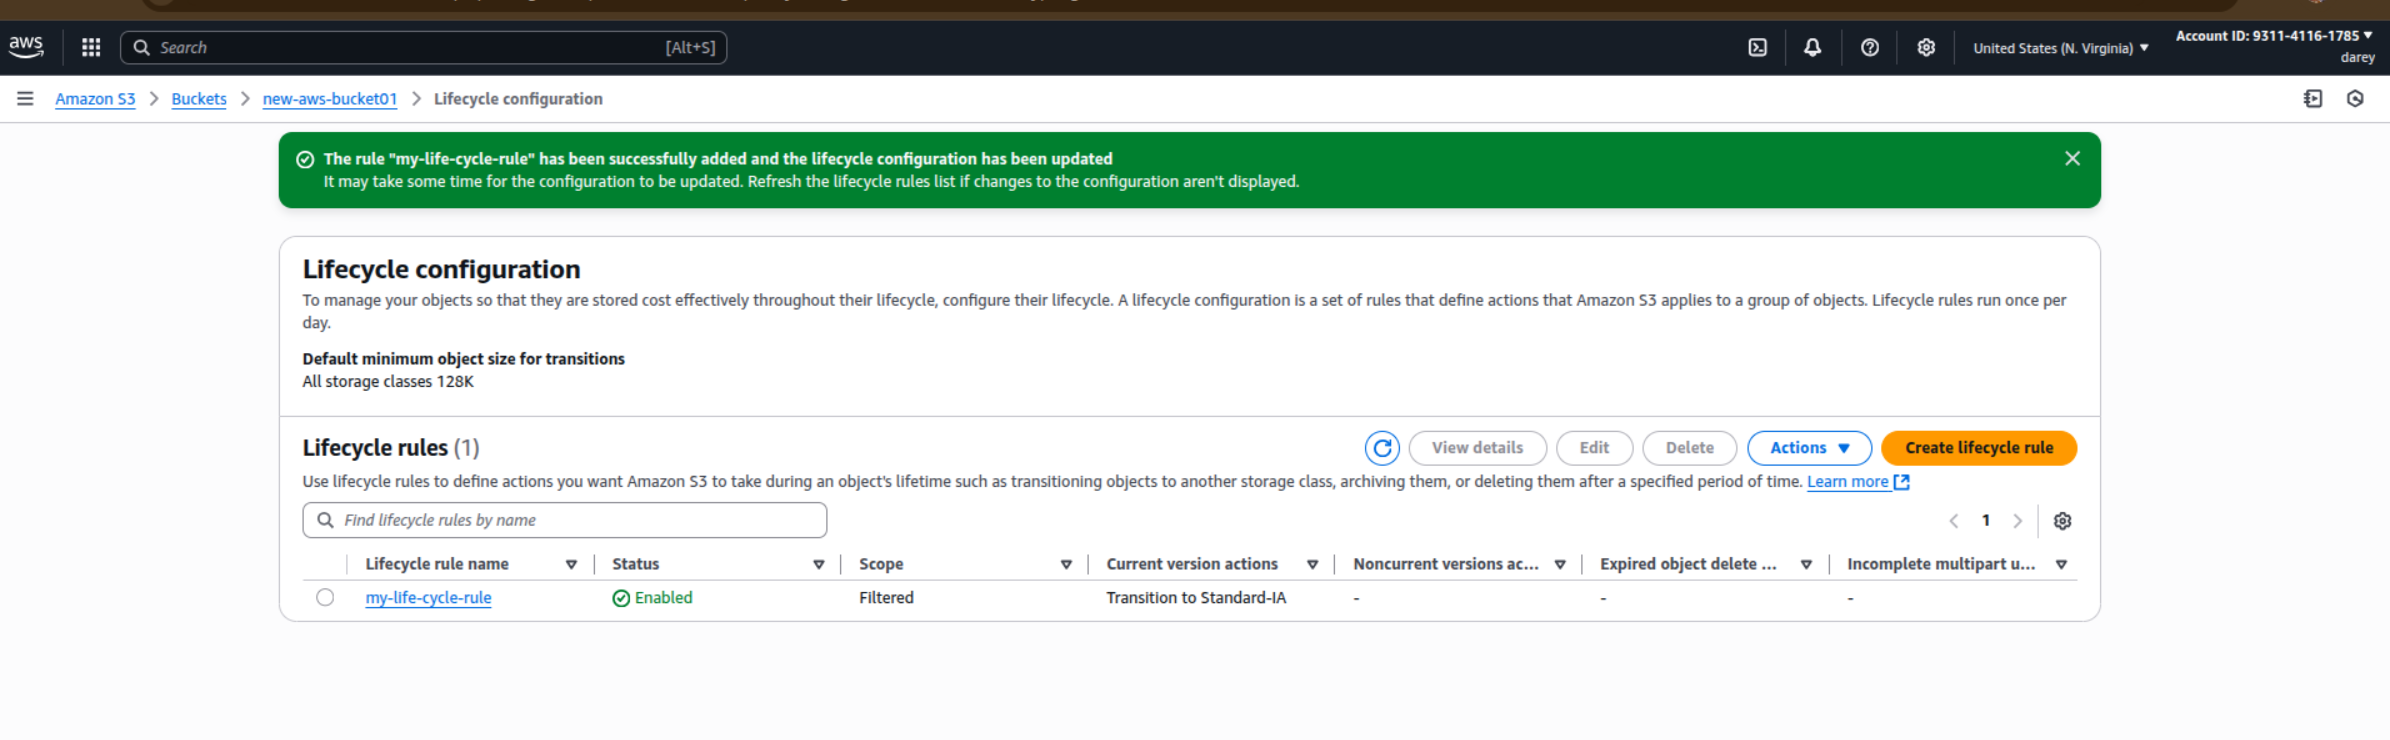 aws
Search [Alt+S]
United States (N. Virginia)
Account ID: 9311-4116-1785
darey
Amazon S3 > Buckets > new-aws-bucket01 > Lifecycle configuration
The rule "my-life-cycle-rule" has been successfully added and the lifecycle configuration has been updated
It may take some time for the configuration to be updated. Refresh the lifecycle rules list if changes to the configuration aren't displayed.
Lifecycle configuration
To manage your objects so that they are stored cost effectively throughout their lifecycle, configure their lifecycle. A lifecycle configuration is a set of rules that define actions that Amazon S3 applies to a group of objects. Lifecycle rules run once per
day.
Default minimum object size for transitions
All storage classes 128K
Lifecycle rules (1)
View details
Edit
Delete
Actions
Create lifecycle rule
Use lifecycle rules to define actions you want Amazon S3 to take during an object's lifetime such as transitioning objects to another storage class, archiving them, or deleting them after a specified period of time. Learn more
Find lifecycle rules by name
1
Lifecycle rule name Status Scope Current version actions Noncurrent versions ac... Expired object delete ... Incomplete multipart u...
my-life-cycle-rule Enabled Filtered Transition to Standard-IA - - -